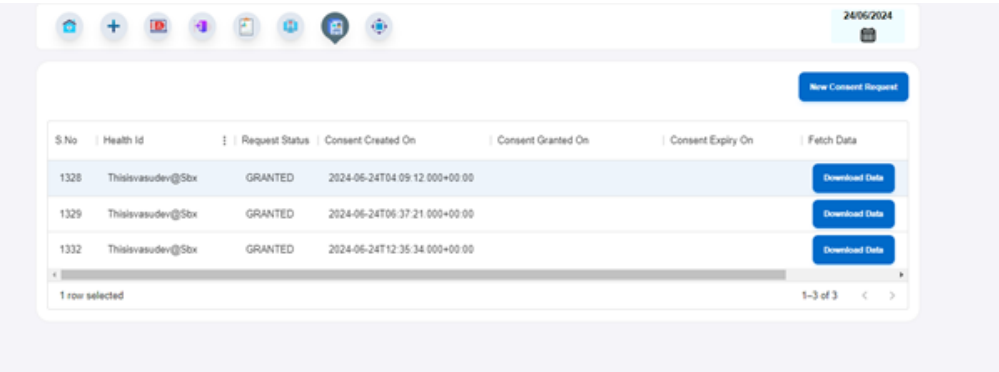 24/06/2024
New Consent Request
S.No Health Id Request Status Consent Created On Consent Granted On Consent Expiry On Fetch Data
1328 Thisisvasudev@Sbx GRANTED 2024-06-24T04:09:12.000+00:00 Download Data
1329 Thisisvasudev@Sbx GRANTED 2024-06-24T06:37:21.000+00:00 Download Data
1332 Thisisvasudev@Sbx GRANTED 2024-06-24T12:35:34.000+00:00 Download Data
1 row selected 1–3 of 3